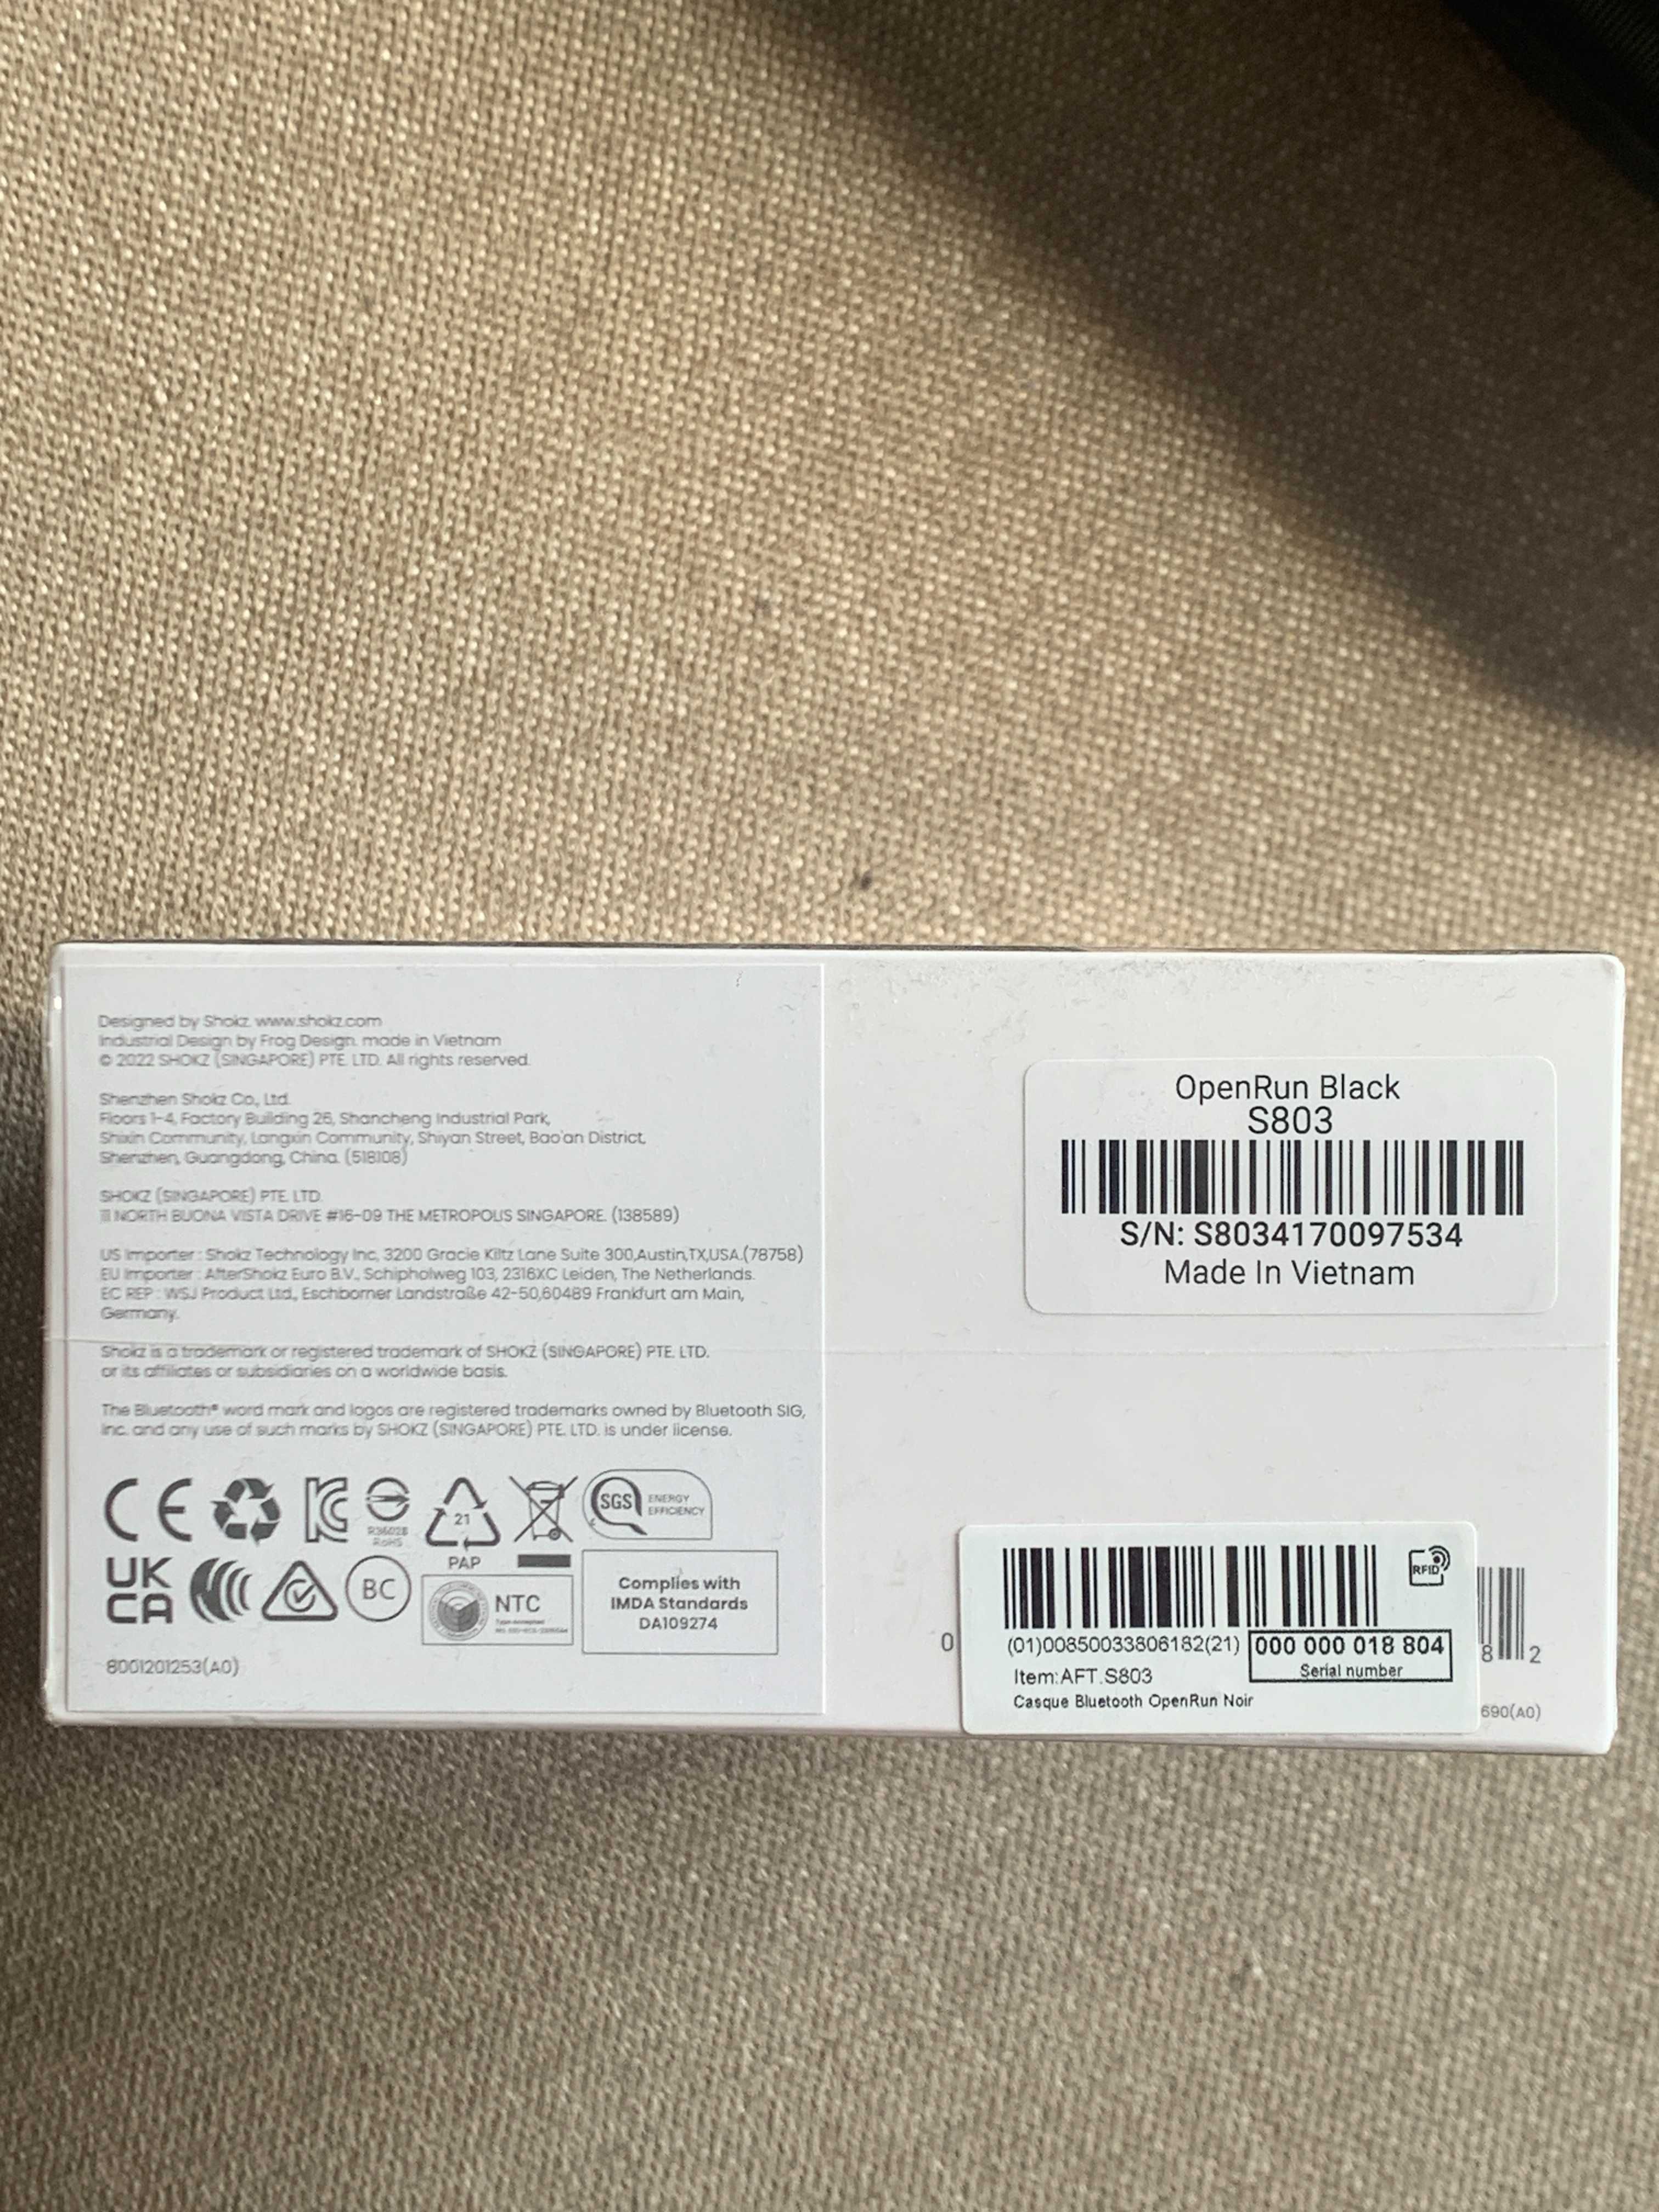 Designed by Shokz. www.shokz.com
Industrial Design by Frog Design. made in Vietnam
© 2022 SHOKZ (SINGAPORE) PTE. LTD. All rights reserved.
Shenzhen Shokz Co., Ltd.
Floors 1-4, Factory Building 26, Shancheng Industrial Park,
Shixin Community, Langxin Community, Shiyan Street, Bao'an District,
Shenzhen, Guangdong, China. (518108)
SHOKZ (SINGAPORE) PTE. LTD.
11 NORTH BUONA VISTA DRIVE #16-09 THE METROPOLIS SINGAPORE. (138589)
US Importer : Shokz Technology Inc, 3200 Gracie Kiltz Lane Suite 300,Austin,TX,USA.(78758)
EU Importer : AfterShokz Euro B.V., Schipholweg 103, 2316XC Leiden, The Netherlands.
EC REP : WSJ Product Ltd., Eschborner Landstraße 42-50,60489 Frankfurt am Main,
Germany.
Shokz is a trademark or registered trademark of SHOKZ (SINGAPORE) PTE. LTD.
or its affiliates or subsidiaries on a worldwide basis.
The Bluetooth® word mark and logos are registered trademarks owned by Bluetooth SIG,
Inc. and any use of such marks by SHOKZ (SINGAPORE) PTE. LTD. is under license.
CE
R36028
RoHS
21
PAP
SGS
ENERGY
EFFICIENCY
UK
CA
BC
NTC
Complies with
IMDA Standards
DA109274
8001201253(A0)
OpenRun Black
S803
S/N: S8034170097534
Made In Vietnam
RFID
(01)00850033806182(21)
000 000 018 804
Serial number
Item:AFT.S803
Casque Bluetooth OpenRun Noir
0
8
2
690(A0)